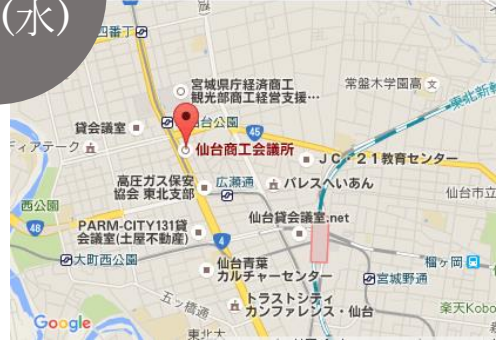 (水)
四番丁
宮城県庁経済商工
観光部商工経営支援…
常盤木学園高
東北新幹
貸会議室
台公園
45
ディアテーク
仙台商工会議所
JC・21教育センター
高圧ガス保安
協会 東北支部
広瀬通
パレスへいあん
仙台市立
西公園
48
PARM-CITY131貸
会議室(土屋不動産)
仙台貸会議室.net
4
大町西公園
仙台青葉
カルチャーセンター
榴ヶ岡
宮城野通
五ッ橋通
トラストシティ
カンファレンス・仙台
楽天Kobo
Google
東北大